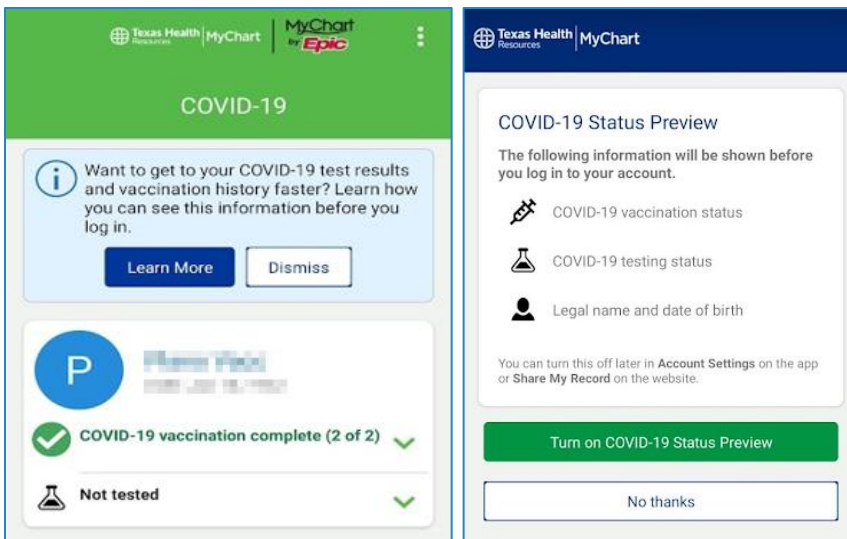 Texas Health Resources MyChart
MyChart by Epic
COVID-19
Want to get to your COVID-19 test results
and vaccination history faster? Learn how
you can see this information before you
log in.
Learn More
Dismiss
P
COVID-19 vaccination complete (2 of 2)
Not tested
Texas Health Resources MyChart
COVID-19 Status Preview
The following information will be shown before
you log in to your account.
COVID-19 vaccination status
COVID-19 testing status
Legal name and date of birth
You can turn this off later in Account Settings on the app
or Share My Record on the website.
Turn on COVID-19 Status Preview
No thanks